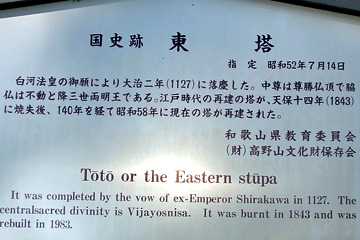 国史跡 東塔
指定 昭和52年7月14日
白河法皇の御願により大治二年(1127)に落慶した。中尊は尊勝仏頂で脇
仏は不動と降三世両明王である。江戸時代の再建の塔が、天保十四年(1843)
に焼失後、140年を経て昭和58年に現在の塔が再建された。
和歌山県教育委員会
(財)高野山文化財保存会
Tōtō or the Eastern stūpa
It was completed by the vow of ex-Emperor Shirakawa in 1127. The
centralsacred divinity is Vijayosnisa. It was burnt in 1843 and was
rebuilt in 1983.